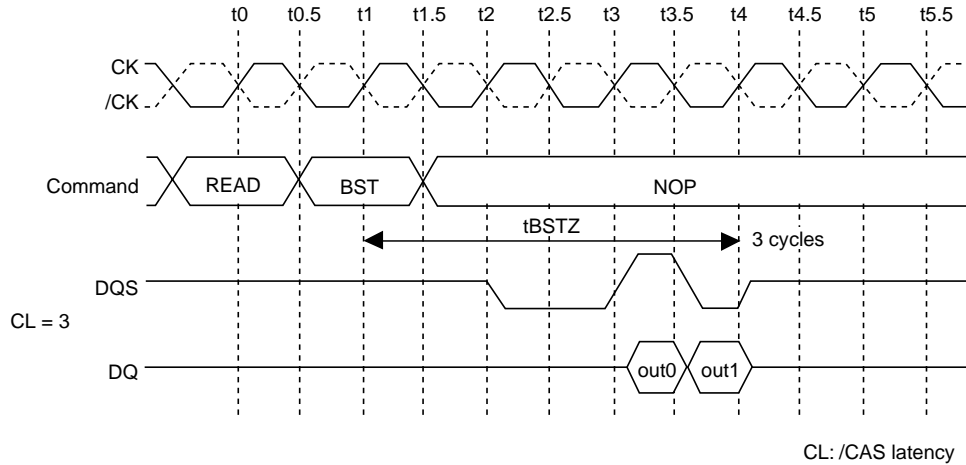 t0 t0.5 t1 t1.5 t2 t2.5 t3 t3.5 t4 t4.5 t5 t5.5
CK
/CK
Command READ BST NOP
tBSTZ
3 cycles
DQS
CL = 3
DQ out0 out1
CL: /CAS latency